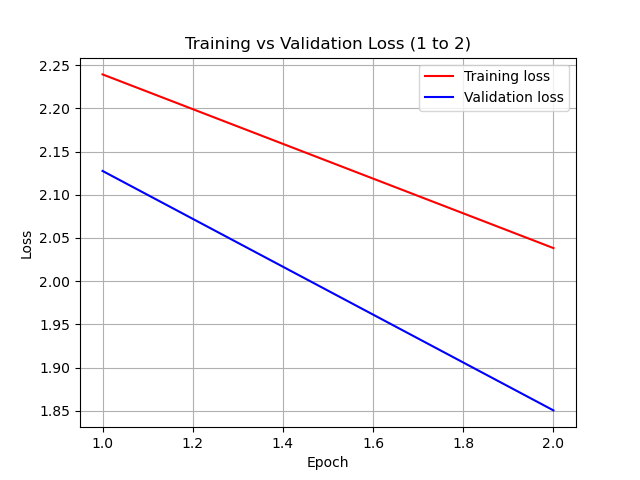 Training vs Validation Loss (1 to 2)
Training loss
Validation loss
2.25
2.20
2.15
2.10
2.05
2.00
1.95
1.90
1.85
Loss
1.0 1.2 1.4 1.6 1.8 2.0
Epoch